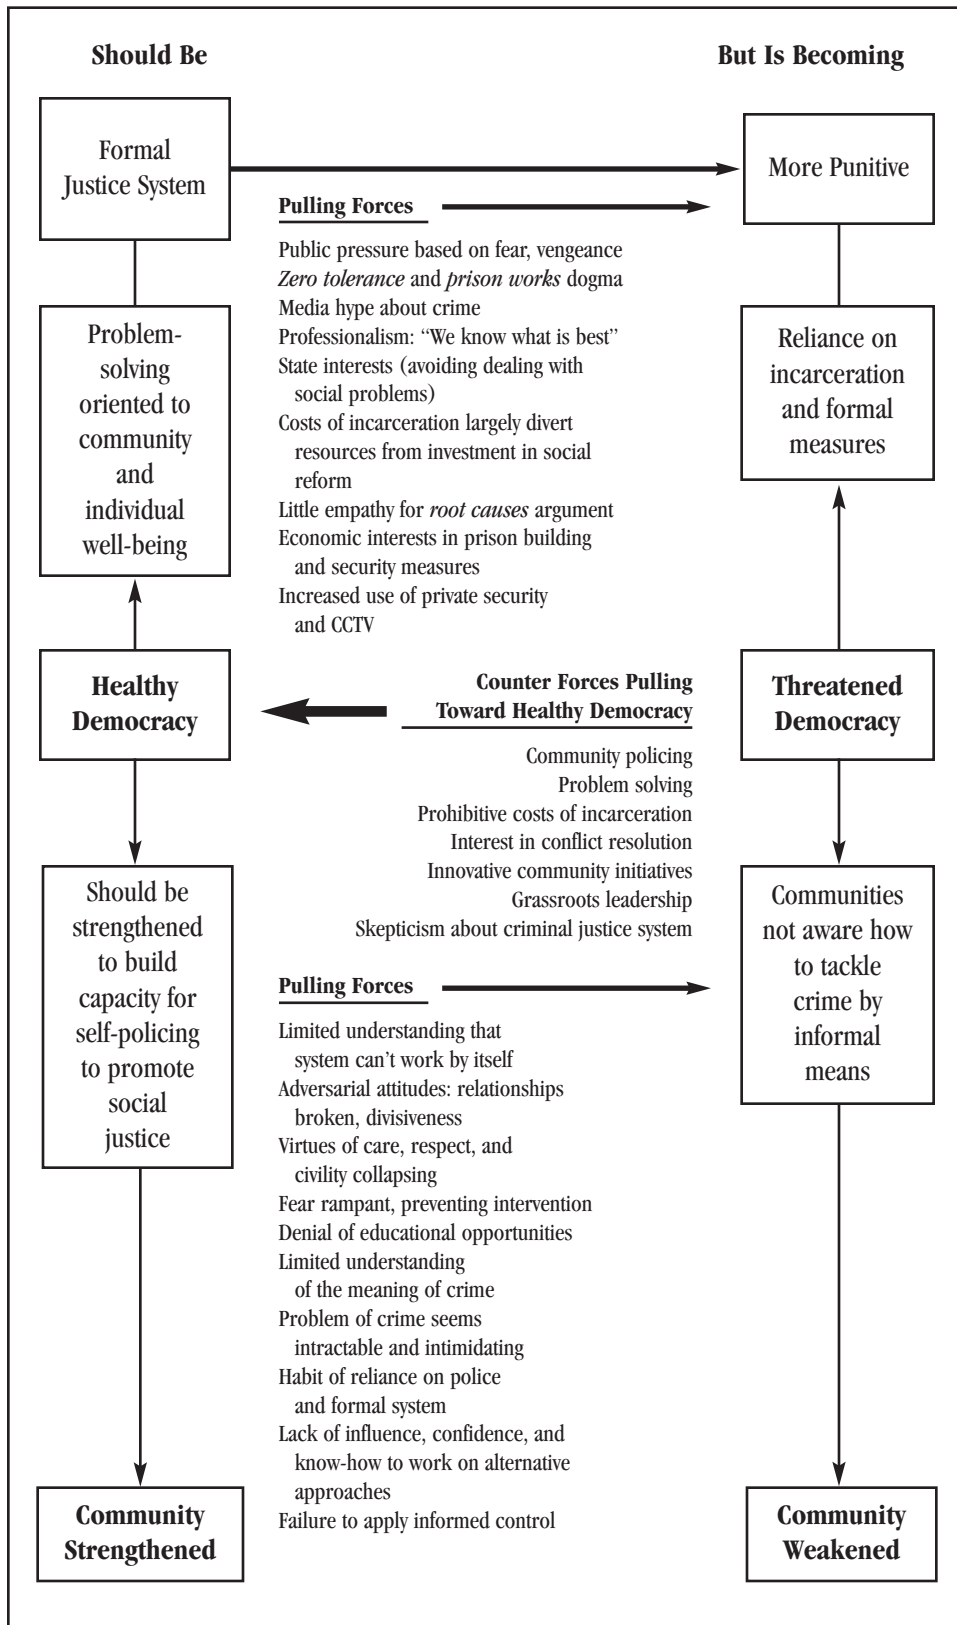 Should Be
But Is Becoming
Formal
Justice System
More Punitive
Pulling Forces
Public pressure based on fear, vengeance
Zero tolerance and prison works dogma
Media hype about crime
Professionalism: “We know what is best”
State interests (avoiding dealing with
social problems)
Costs of incarceration largely divert
resources from investment in social
reform
Little empathy for root causes argument
Economic interests in prison building
and security measures
Increased use of private security
and CCTV
Problem-
solving
oriented to
community
and
individual
well-being
Reliance on
incarceration
and formal
measures
Healthy
Democracy
Counter Forces Pulling
Toward Healthy Democracy
Community policing
Problem solving
Prohibitive costs of incarceration
Interest in conflict resolution
Innovative community initiatives
Grassroots leadership
Skepticism about criminal justice system
Threatened
Democracy
Should be
strengthened
to build
capacity for
self-policing
to promote
social
justice
Pulling Forces
Limited understanding that
system can’t work by itself
Adversarial attitudes: relationships
broken, divisiveness
Virtues of care, respect, and
civility collapsing
Fear rampant, preventing intervention
Denial of educational opportunities
Limited understanding
of the meaning of crime
Problem of crime seems
intractable and intimidating
Habit of reliance on police
and formal system
Lack of influence, confidence, and
know-how to work on alternative
approaches
Failure to apply informed control
Communities
not aware how
to tackle
crime by
informal
means
Community
Strengthened
Community
Weakened